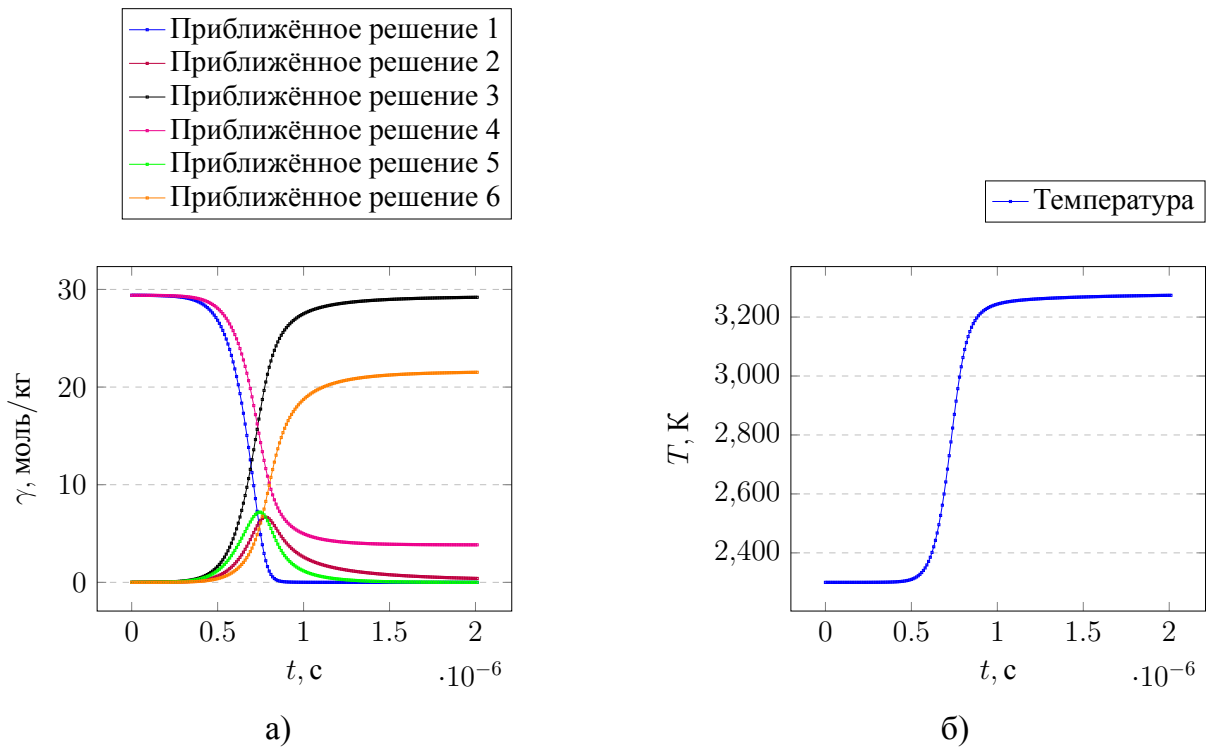 Приближённое решение 1
Приближённое решение 2
Приближённое решение 3
Приближённое решение 4
Приближённое решение 5
Приближённое решение 6
30
20
10
0
γ, моль/кг
0 0.5 1 1.5 2
t, с ·10⁻⁶
а)
Температура
3,200
3,000
2,800
2,600
2,400
T, К
0 0.5 1 1.5 2
t, с ·10⁻⁶
б)